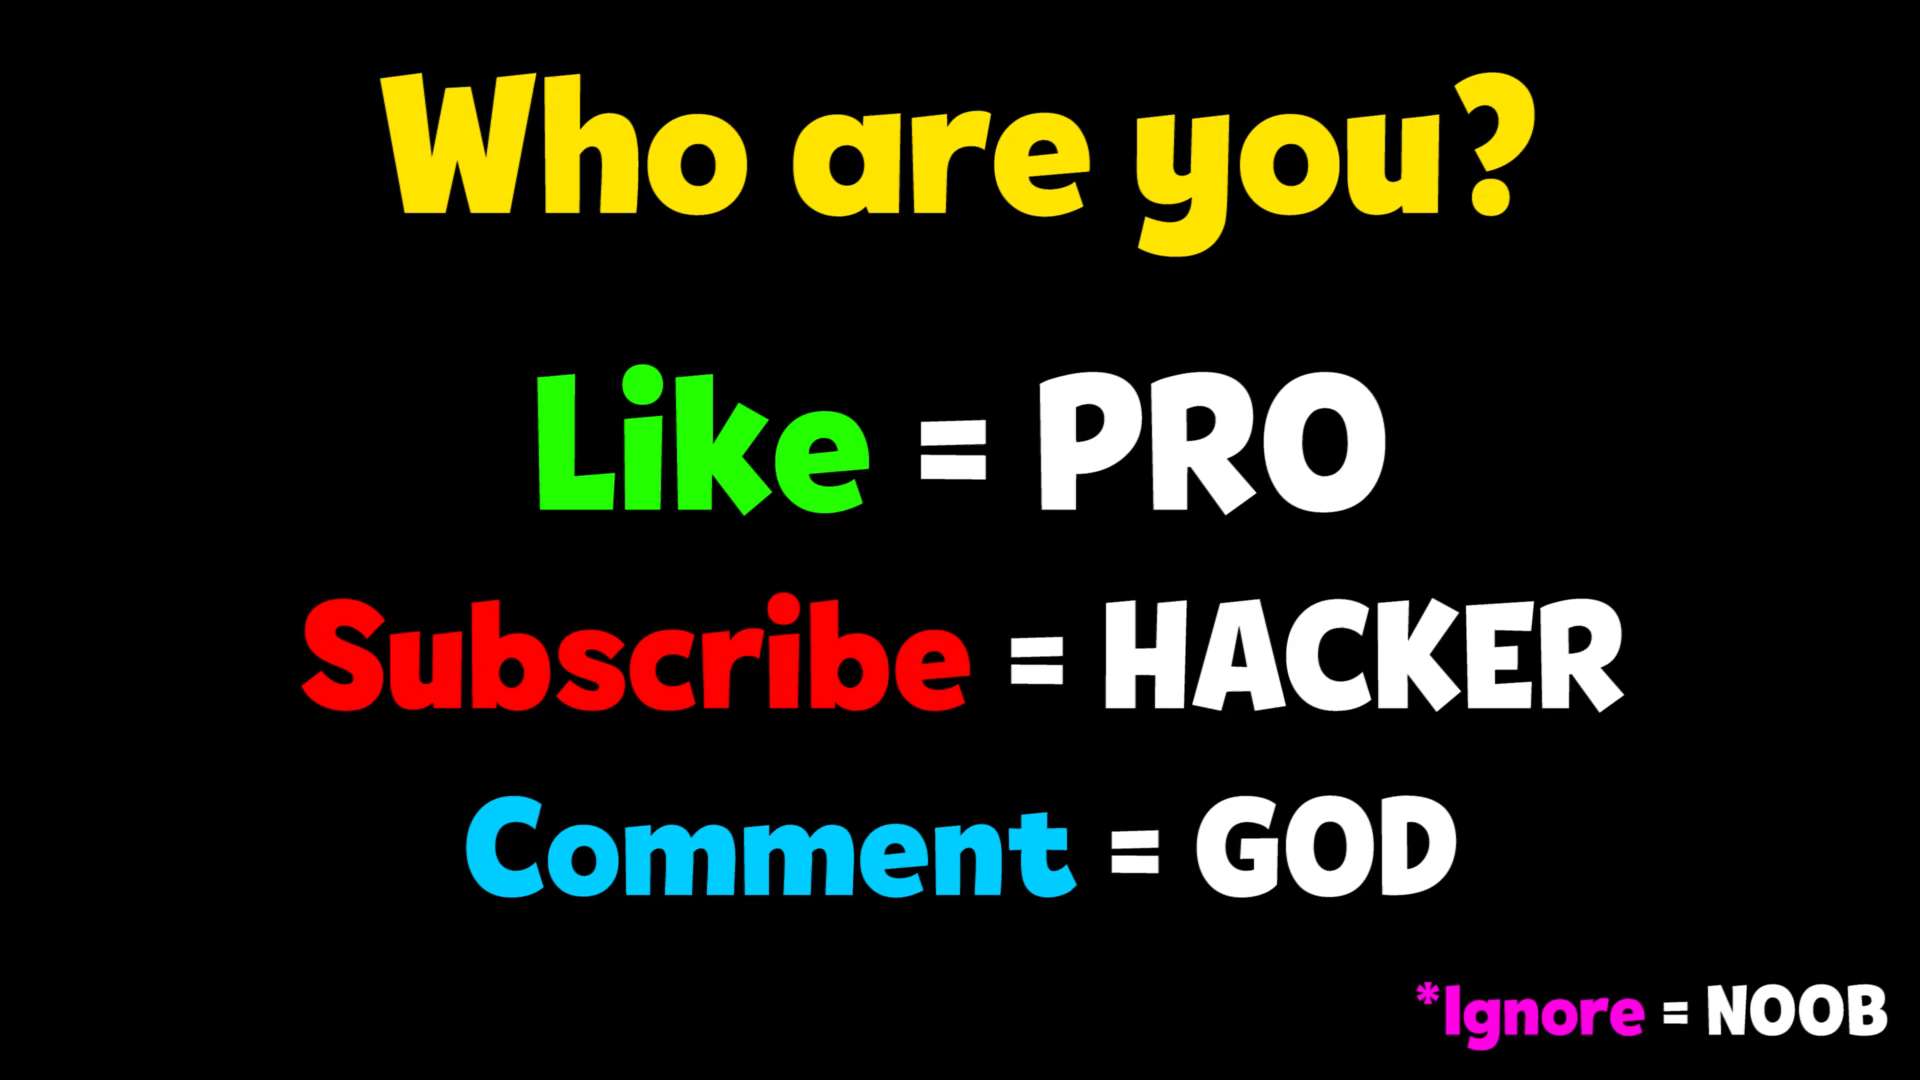 Who are you?
Like = PRO
Subscribe = HACKER
Comment = GOD
*Ignore = NOOB